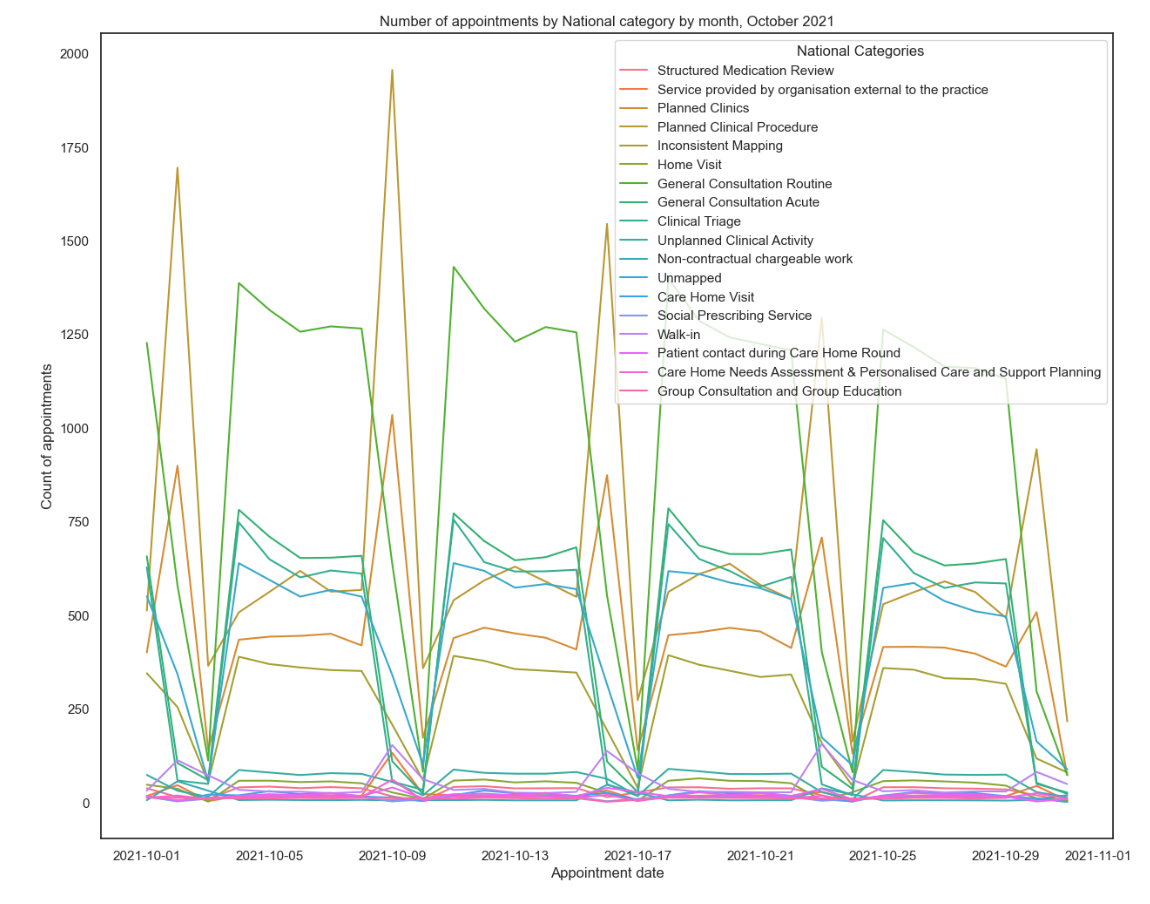 Number of appointments by National category by month, October 2021
National Categories
Structured Medication Review
Service provided by organisation external to the practice
Planned Clinics
Planned Clinical Procedure
Inconsistent Mapping
Home Visit
General Consultation Routine
General Consultation Acute
Clinical Triage
Unplanned Clinical Activity
Non-contractual chargeable work
Unmapped
Care Home Visit
Social Prescribing Service
Walk-in
Patient contact during Care Home Round
Care Home Needs Assessment & Personalised Care and Support Planning
Group Consultation and Group Education
Count of appointments
2000
1750
1500
1250
1000
750
500
250
0
2021-10-01 2021-10-05 2021-10-09 2021-10-13 2021-10-17 2021-10-21 2021-10-25 2021-10-29 2021-11-01
Appointment date